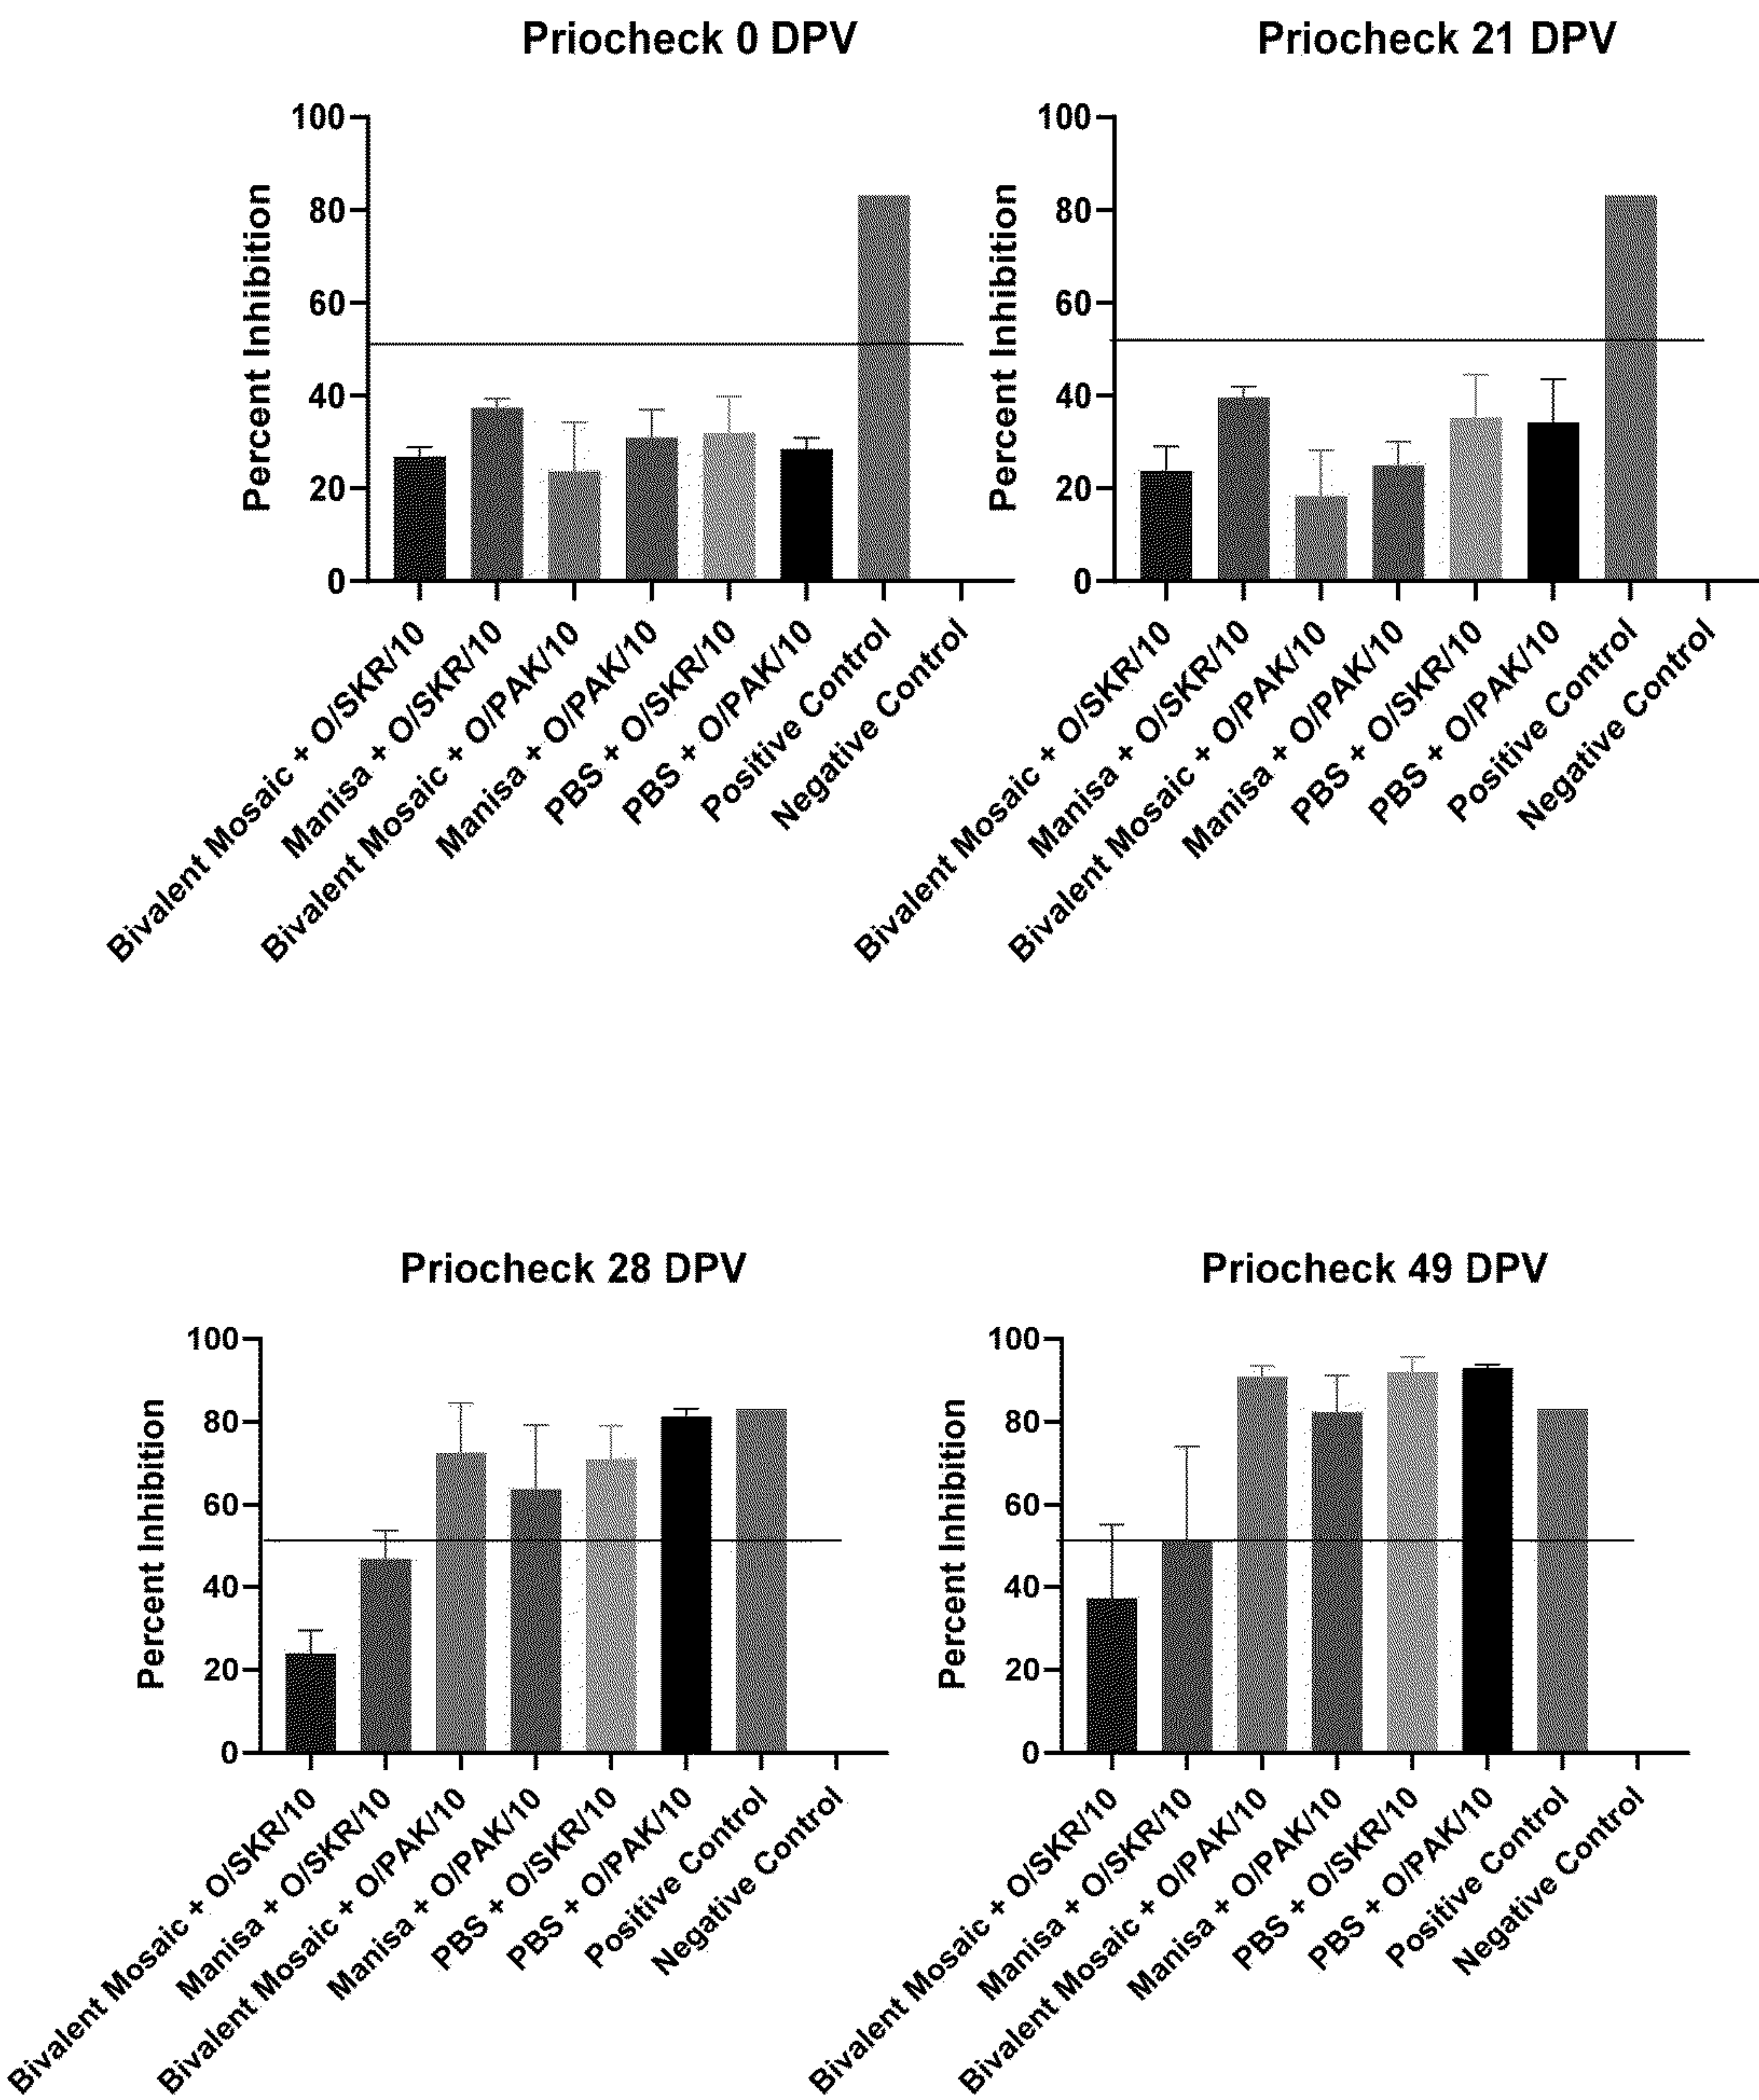 Priocheck 0 DPV
Percent Inhibition
100
80
60
40
20
0
Bivalent Mosaic + O/SKR/10
Manisa + O/SKR/10
Bivalent Mosaic + O/PAK/10
Manisa + O/PAK/10
PBS + O/SKR/10
PBS + O/PAK/10
Positive Control
Negative Control
Priocheck 21 DPV
Percent Inhibition
100
80
60
40
20
0
Bivalent Mosaic + O/SKR/10
Manisa + O/SKR/10
Bivalent Mosaic + O/PAK/10
Manisa + O/PAK/10
PBS + O/SKR/10
PBS + O/PAK/10
Positive Control
Negative Control
Priocheck 28 DPV
Percent Inhibition
100
80
60
40
20
0
Bivalent Mosaic + O/SKR/10
Manisa + O/SKR/10
Bivalent Mosaic + O/PAK/10
Manisa + O/PAK/10
PBS + O/SKR/10
PBS + O/PAK/10
Positive Control
Negative Control
Priocheck 49 DPV
Percent Inhibition
100
80
60
40
20
0
Bivalent Mosaic + O/SKR/10
Manisa + O/SKR/10
Bivalent Mosaic + O/PAK/10
Manisa + O/PAK/10
PBS + O/SKR/10
PBS + O/PAK/10
Positive Control
Negative Control